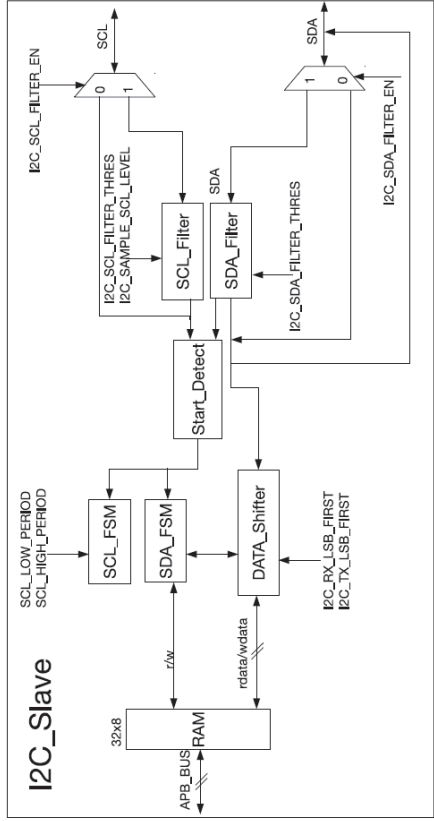 I2C_Slave
I2C_SCL_FILTER_EN
SCL
0
1
SCL_LOW_PERIOD
SCL_HIGH_PERIOD
I2C_SCL_FILTER_THRES
I2C_SAMPLE_SCL_LEVEL
SCL_FSM
SCL_Filter
32x8
r/w
SDA_FSM
Start_Detect
SDA
SDA_Filter
SDA
1
0
APB_BUS
RAM
rdata/wdata
DATA_Shifter
I2C_SDA_FILTER_THRES
I2C_SDA_FILTER_EN
I2C_RX_LSB_FIRST
I2C_TX_LSB_FIRST